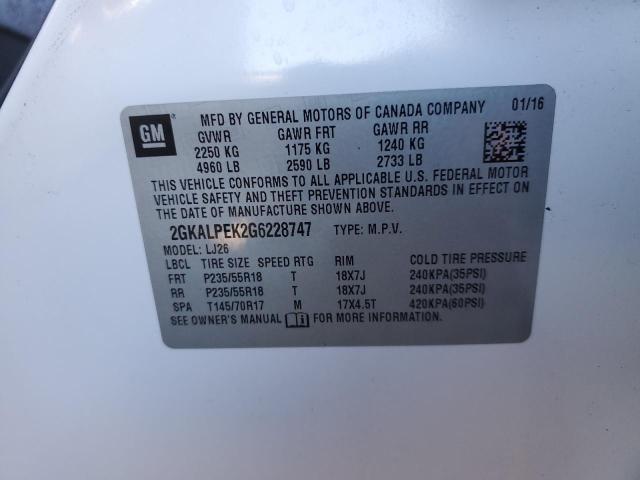 GM
MFD BY GENERAL MOTORS OF CANADA COMPANY 01/16
GVWR GAWR FRT GAWR RR
2250 KG 1175 KG 1240 KG
4960 LB 2590 LB 2733 LB
THIS VEHICLE CONFORMS TO ALL APPLICABLE U.S. FEDERAL MOTOR
VEHICLE SAFETY AND THEFT PREVENTION STANDARDS IN EFFECT ON
THE DATE OF MANUFACTURE SHOWN ABOVE.
2GKALPEK2G6228747 TYPE: M.P.V.
MODEL: LJ26
LBCL TIRE SIZE SPEED RTG RIM COLD TIRE PRESSURE
FRT P235/55R18 T 18X7J 240KPA(35PSI)
RR P235/55R18 T 18X7J 240KPA(35PSI)
SPA T145/70R17 M 17X4.5T 420KPA(60PSI)
SEE OWNER'S MANUAL FOR MORE INFORMATION.